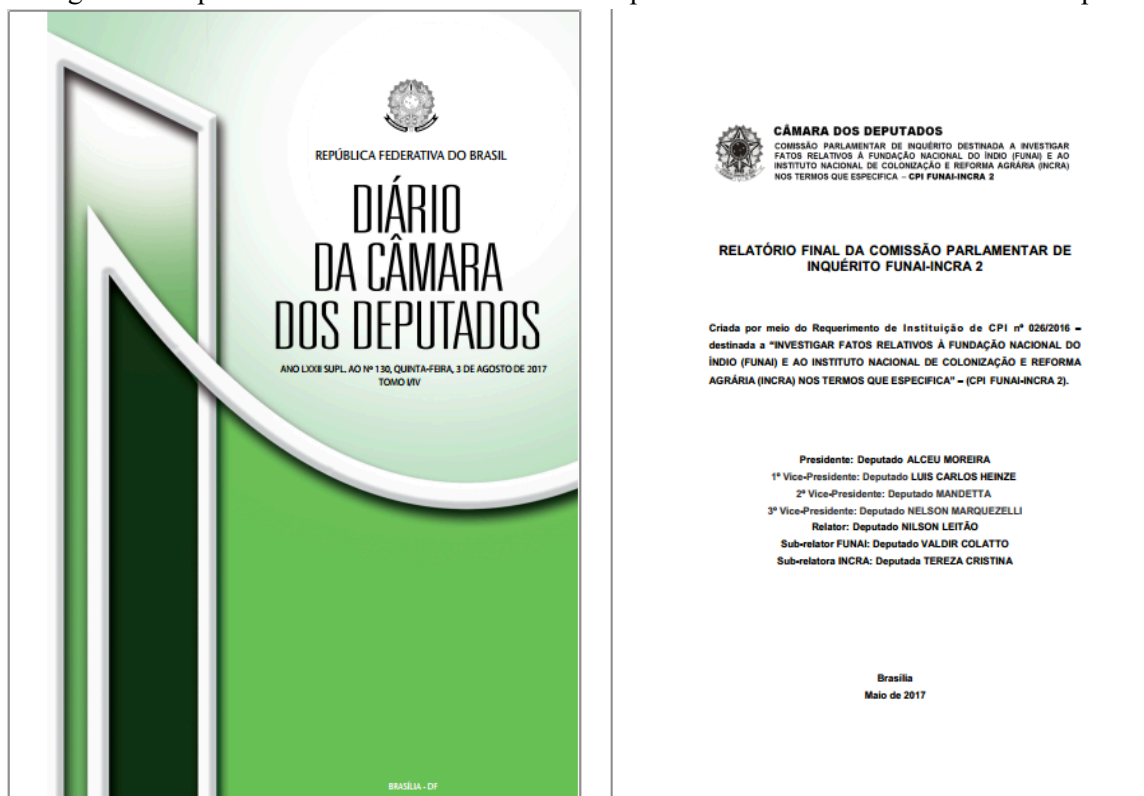 REPÚBLICA FEDERATIVA DO BRASIL
DIÁRIO
DA CÂMARA
DOS DEPUTADOS
ANO LXXII SUPL. AO Nº 130, QUINTA-FEIRA, 3 DE AGOSTO DE 2017
TOMO I/IV
BRASÍLIA - DF
CÂMARA DOS DEPUTADOS
COMISSÃO PARLAMENTAR DE INQUÉRITO DESTINADA A INVESTIGAR
FATOS RELATIVOS À FUNDAÇÃO NACIONAL DO ÍNDIO (FUNAI) E AO
INSTITUTO NACIONAL DE COLONIZAÇÃO E REFORMA AGRÁRIA (INCRA)
NOS TERMOS QUE ESPECIFICA – CPI FUNAI-INCRA 2
RELATÓRIO FINAL DA COMISSÃO PARLAMENTAR DE
INQUÉRITO FUNAI-INCRA 2
Criada por meio do Requerimento de Instituição de CPI nº 026/2016 –
destinada a “INVESTIGAR FATOS RELATIVOS À FUNDAÇÃO NACIONAL DO
ÍNDIO (FUNAI) E AO INSTITUTO NACIONAL DE COLONIZAÇÃO E REFORMA
AGRÁRIA (INCRA) NOS TERMOS QUE ESPECIFICA” – (CPI FUNAI-INCRA 2).
Presidente: Deputado ALCEU MOREIRA
1º Vice-Presidente: Deputado LUIS CARLOS HEINZE
2º Vice-Presidente: Deputado MANDETTA
3º Vice-Presidente: Deputado NELSON MARQUEZELLI
Relator: Deputado NILSON LEITÃO
Sub-relator FUNAI: Deputado VALDIR COLATTO
Sub-relatora INCRA: Deputada TEREZA CRISTINA
Brasília
Maio de 2017